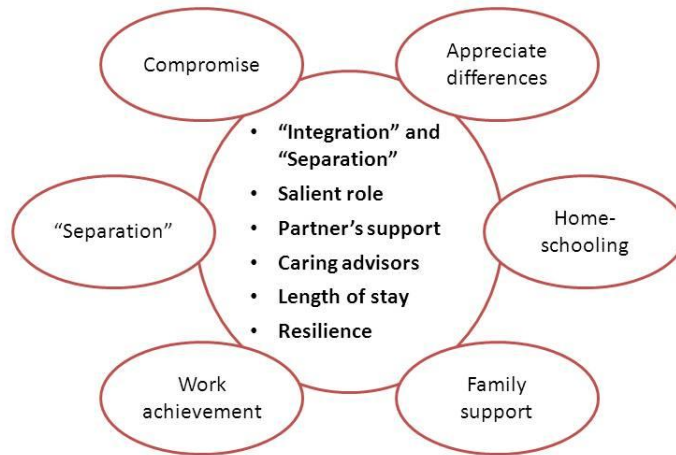 Compromise
Appreciate
differences
• “Integration” and
“Separation”
• Salient role
• Partner’s support
• Caring advisors
• Length of stay
• Resilience
“Separation”
Home-
schooling
Work
achievement
Family
support